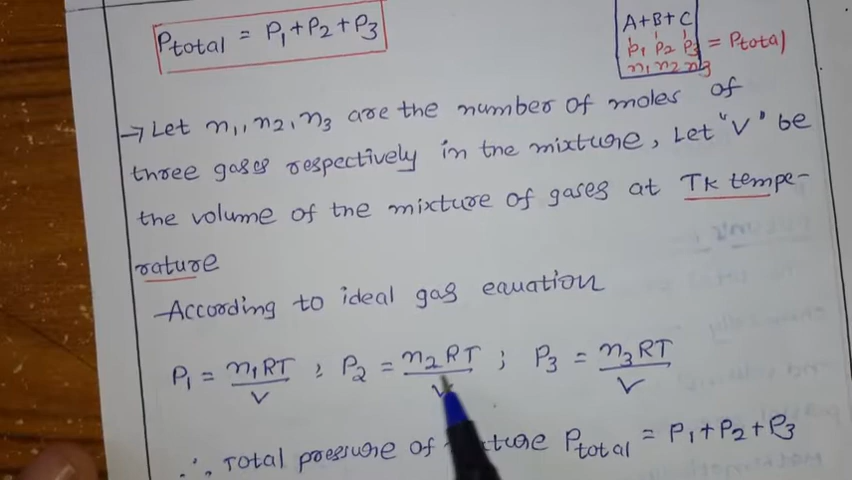 Ptotal = P1+P2+P3
A+B+C
p1 p2 p3 = Ptotal
n1 n2 n3
→ Let n1, n2, n3 are the number of moles of
three gases respectively in the mixture, Let "V" be
the volume of the mixture of gases at TK tempe-
rature
According to ideal gas equation
P1 = n1RT/V ; P2 = n2RT/V ; P3 = n3RT/V
∴ Total pressure of Ptotal = P1+P2+P3